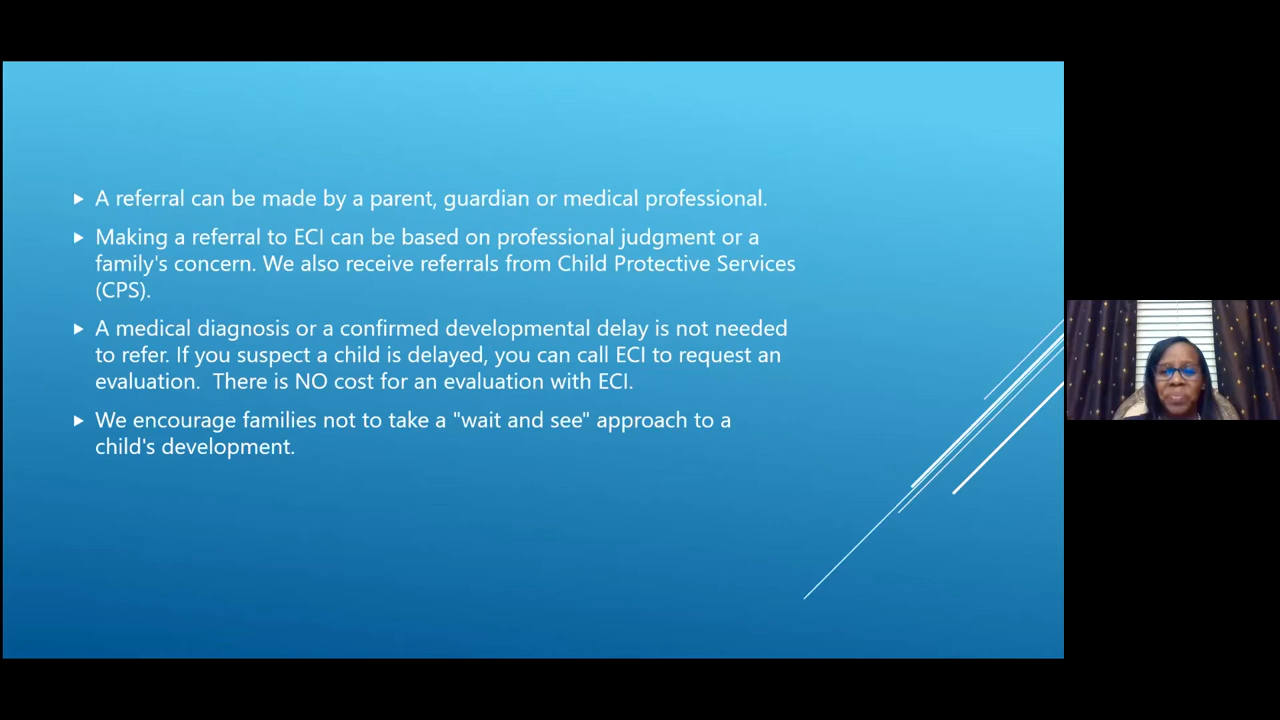 A referral can be made by a parent, guardian or medical professional.
Making a referral to ECI can be based on professional judgment or a
family's concern. We also receive referrals from Child Protective Services
(CPS).
A medical diagnosis or a confirmed developmental delay is not needed
to refer. If you suspect a child is delayed, you can call ECI to request an
evaluation.  There is NO cost for an evaluation with ECI.
We encourage families not to take a "wait and see" approach to a
child's development.